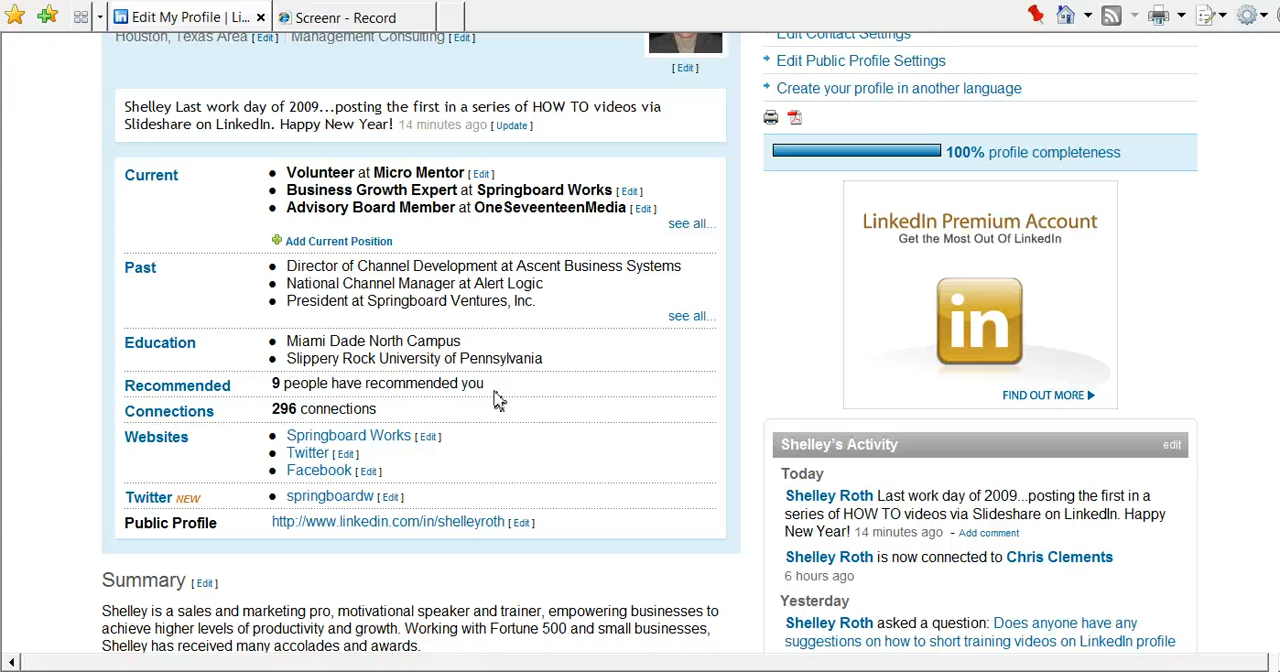 Edit My Profile | Li...
Screenr - Record
Houston, Texas Area [ Edit ] | Management Consulting [ Edit ]
[ Edit ]
Shelley Last work day of 2009...posting the first in a series of HOW TO videos via
Slideshare on LinkedIn. Happy New Year! 14 minutes ago [ Update ]
Current
Volunteer at Micro Mentor [ Edit ]
Business Growth Expert at Springboard Works [ Edit ]
Advisory Board Member at OneSeventeenMedia [ Edit ]
see all...
Add Current Position
Past
Director of Channel Development at Ascent Business Systems
National Channel Manager at Alert Logic
President at Springboard Ventures, Inc.
see all...
Education
Miami Dade North Campus
Slippery Rock University of Pennsylvania
Recommended
9 people have recommended you
Connections
296 connections
Websites
Springboard Works [ Edit ]
Twitter [ Edit ]
Facebook [ Edit ]
Twitter NEW
springboardw [ Edit ]
Public Profile
http://www.linkedin.com/in/shelleyroth [ Edit ]
Summary [ Edit ]
Shelley is a sales and marketing pro, motivational speaker and trainer, empowering businesses to
achieve higher levels of productivity and growth. Working with Fortune 500 and small businesses,
Shelley has received many accolades and awards.
Edit Contact Settings
Edit Public Profile Settings
Create your profile in another language
100% profile completeness
LinkedIn Premium Account
Get the Most Out Of LinkedIn
in
FIND OUT MORE
Shelley's Activity
edit
Today
Shelley Roth Last work day of 2009...posting the first in a
series of HOW TO videos via Slideshare on LinkedIn. Happy
New Year! 14 minutes ago - Add comment
Shelley Roth is now connected to Chris Clements
6 hours ago
Yesterday
Shelley Roth asked a question: Does anyone have any
suggestions on how to short training videos on LinkedIn profile